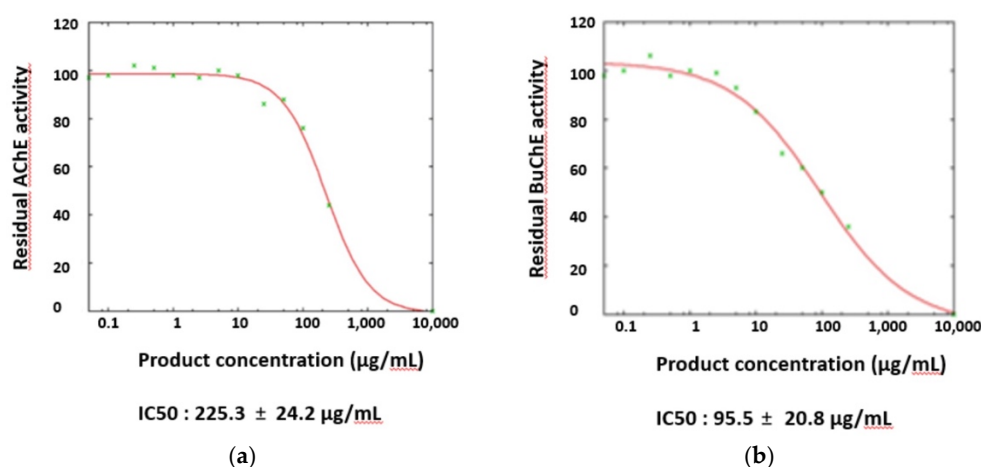 120
100
80
60
40
20
0
Residual AChE activity
0.1 1 10 100 1,000 10,000
Product concentration (µg/mL)
IC50 : 225.3 ± 24.2 µg/mL
(a)
120
100
80
60
40
20
0
Residual BuChE activity
0.1 1 10 100 1,000 10,000
Product concentration (µg/mL)
IC50 : 95.5 ± 20.8 µg/mL
(b)